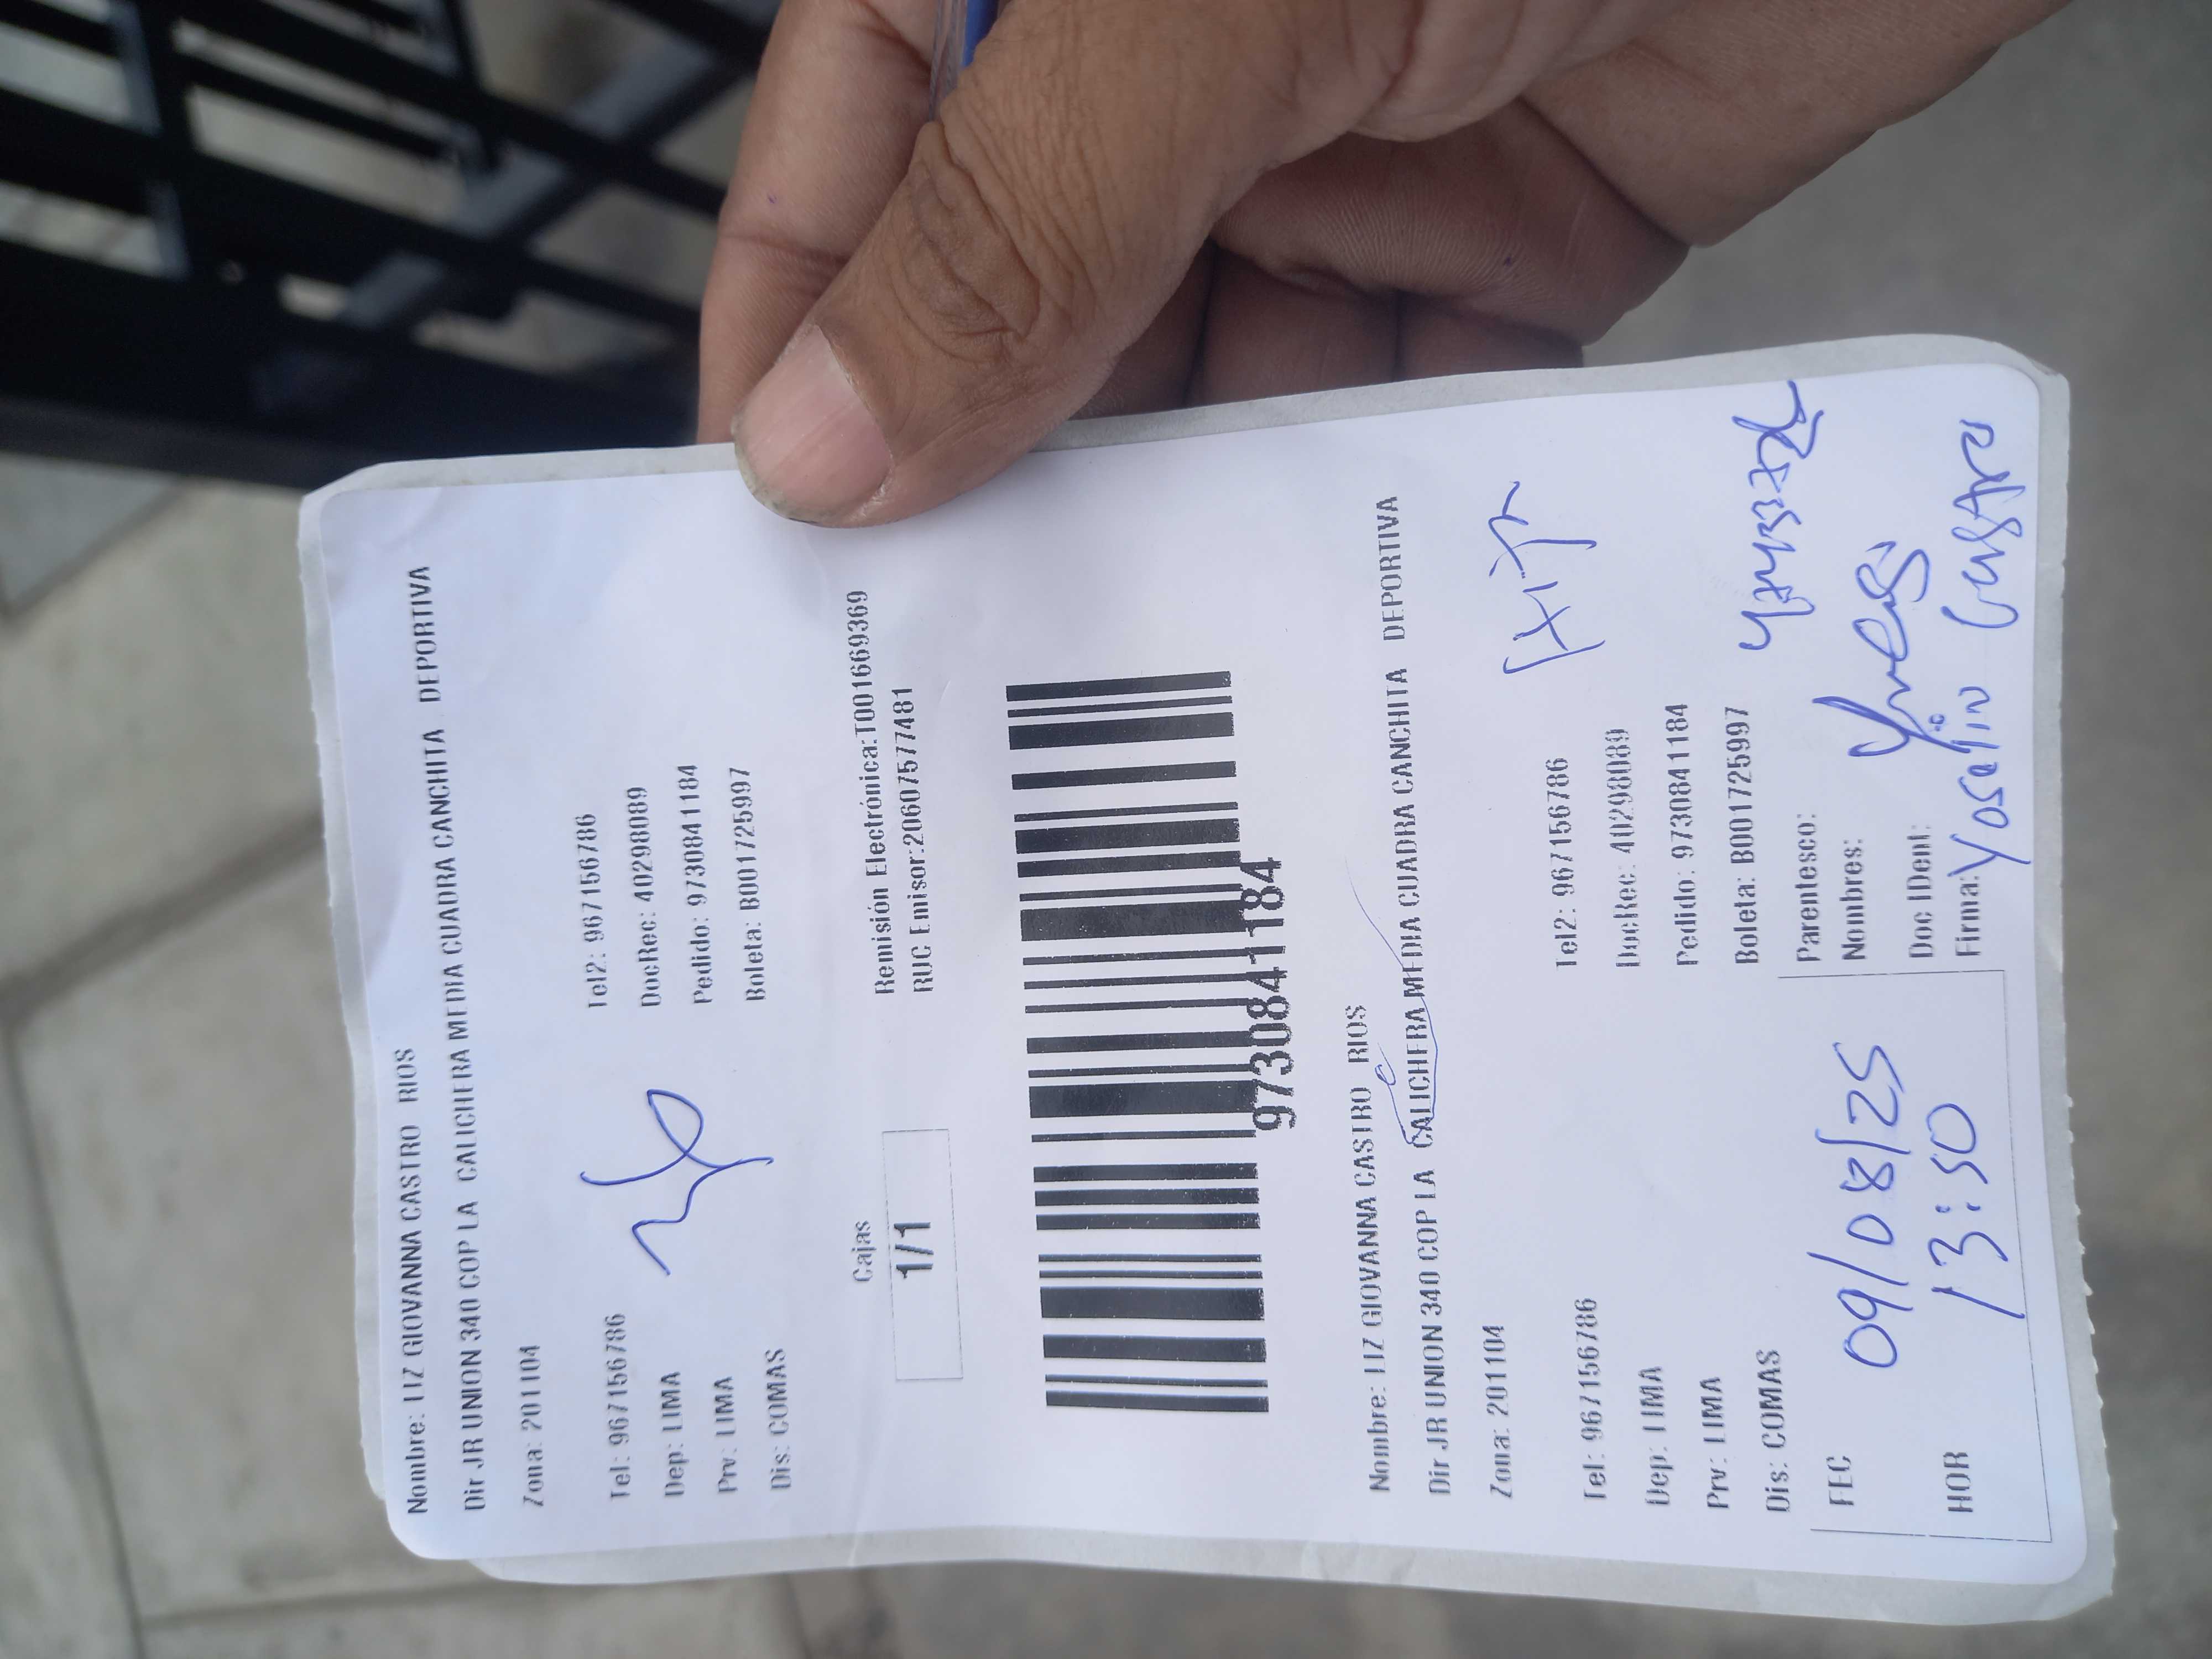 Nombre: LIZ GIOVANNA CASTRO RIOS
Dir JR UNION 340 COP LA CALICHERA MEDIA CUADRA CANCHITA DEPORTIVA
Zona: 201104
Tel: 967156786 Tel2: 967156786
Dep: LIMA DocRec: 40298089
Prv: LIMA Pedido: 9730841184
Dis: COMAS Boleta: B001725997
Cajas Remisión Electrónica:T001669369
1/1 RUC Emisor:20607577481
9730841184
Nombre: LIZ GIOVANNA CASTRO RIOS
Dir JR UNION 340 COP LA CALICHERA MEDIA CUADRA CANCHITA DEPORTIVA
Zona: 201104
Tel: 967156786 Tel2: 967156786
Dep: LIMA DocRec: 40298089
Prv: LIMA Pedido: 9730841184
Dis: COMAS Boleta: B001725997
Parentesco:
FEC 09/08/25 Nombres:
Doc IDent:
HOR 13:50 Firma: Yoselin Castro